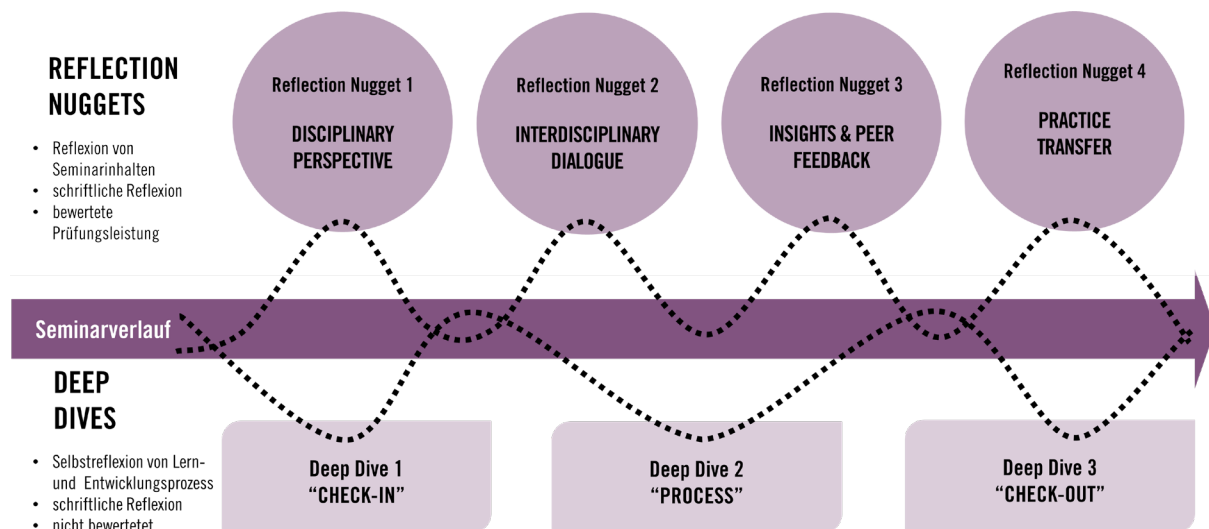 REFLECTION
NUGGETS
• Reflexion von
Seminarinhalten
• schriftliche Reflexion
• bewertete
Prüfungsleistung
Reflection Nugget 1
DISCIPLINARY
PERSPECTIVE
Reflection Nugget 2
INTERDISCIPLINARY
DIALOGUE
Reflection Nugget 3
INSIGHTS & PEER
FEEDBACK
Reflection Nugget 4
PRACTICE
TRANSFER
Seminarverlauf
DEEP
DIVES
• Selbstreflexion von Lern-
und Entwicklungsprozess
• schriftliche Reflexion
• nicht bewertetet
Deep Dive 1
“CHECK-IN”
Deep Dive 2
“PROCESS”
Deep Dive 3
“CHECK-OUT”